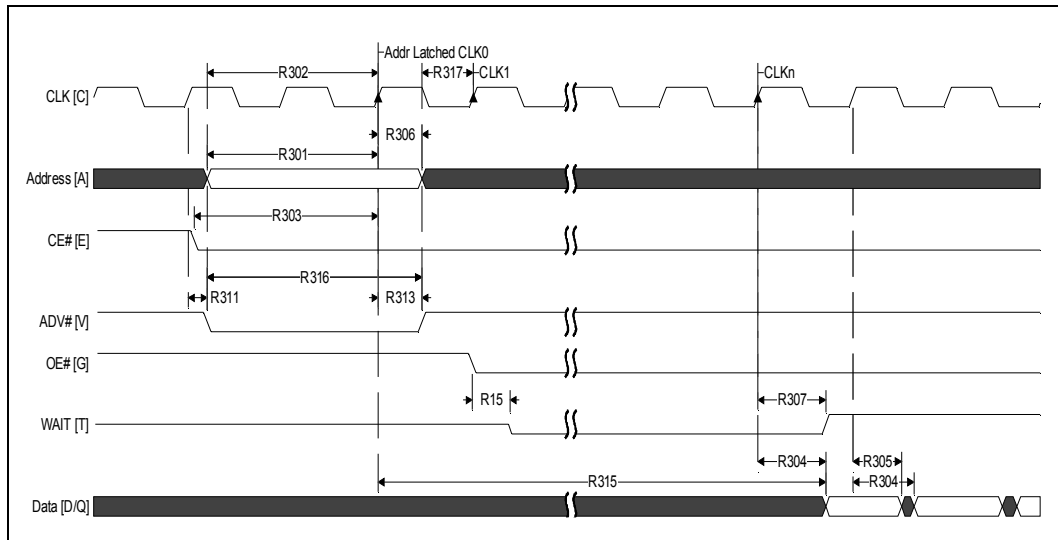 Addr Latched CLK0
R302
R317
CLK1
CLKn
CLK [C]
R306
R301
Address [A]
R303
CE# [E]
R316
R311
R313
ADV# [V]
OE# [G]
R15
R307
WAIT [T]
R304
R305
R315
R304
Data [D/Q]